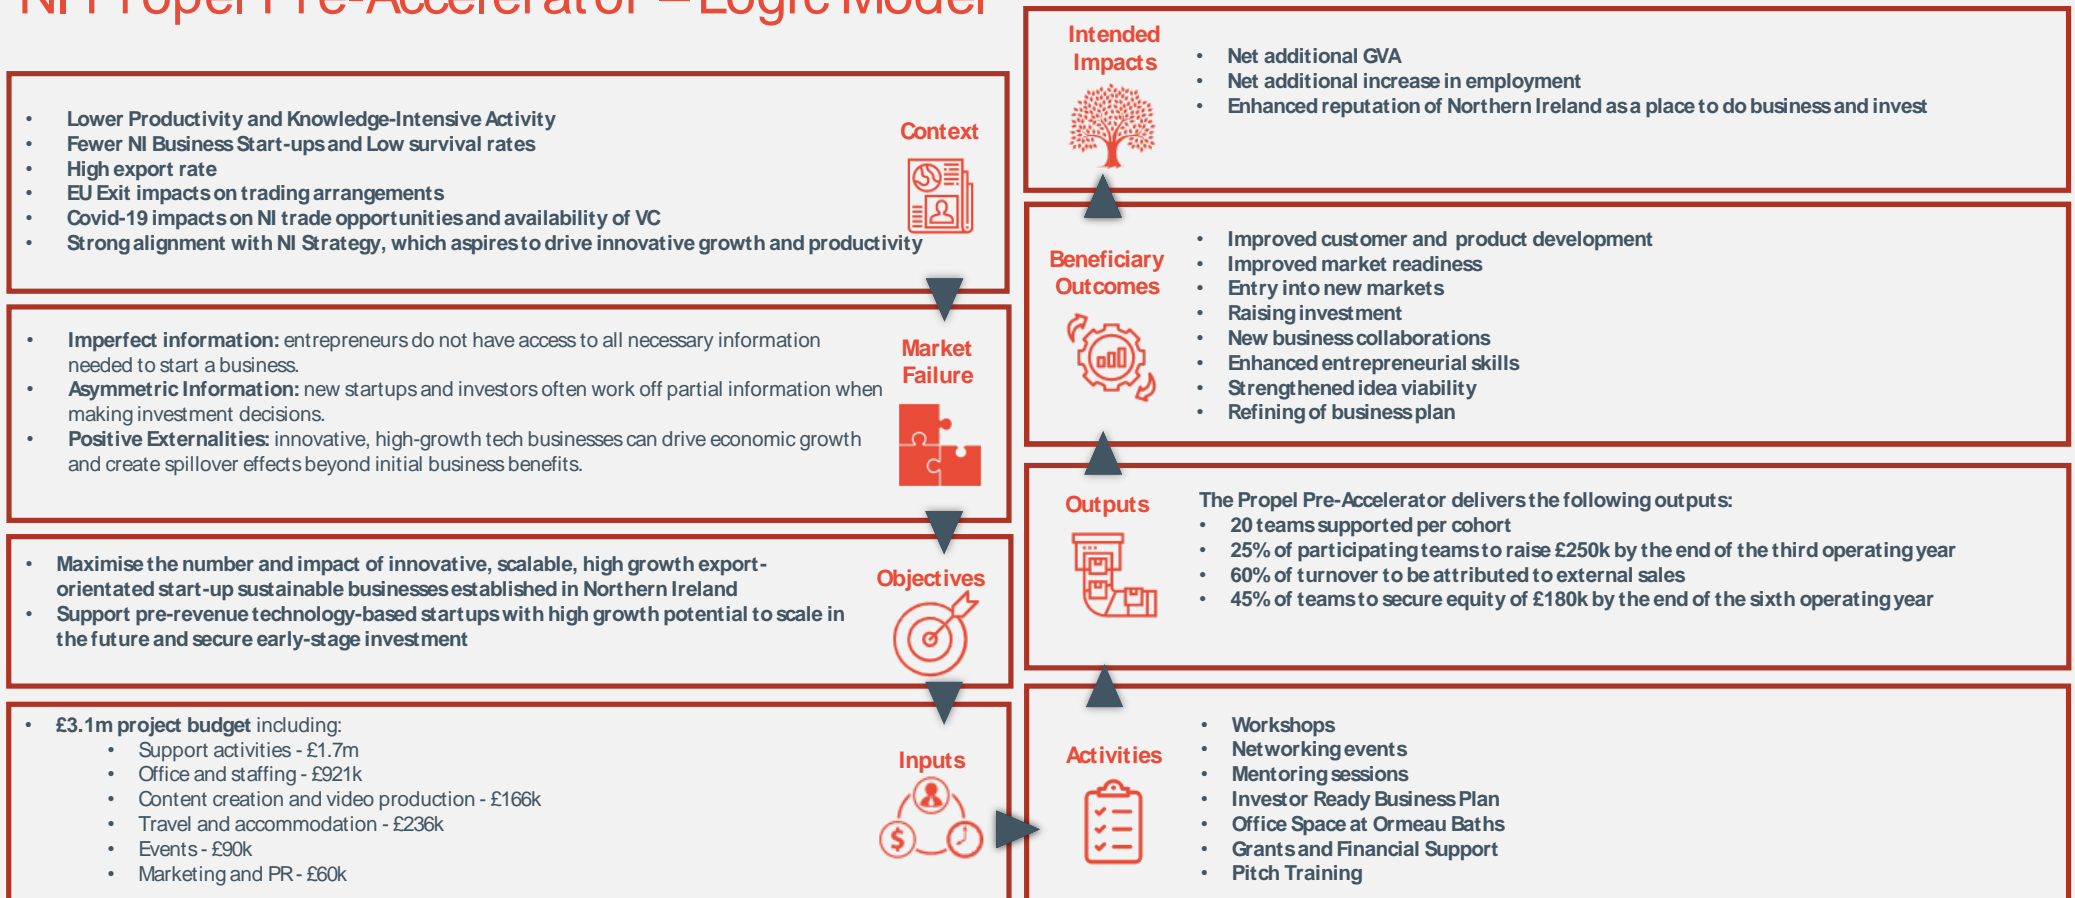 NI Propel Pre-Accelerator – Logic Model
Context
• Lower Productivity and Knowledge-Intensive Activity
• Fewer NI Business Start-ups and Low survival rates
• High export rate
• EU Exit impacts on trading arrangements
• Covid-19 impacts on NI trade opportunities and availability of VC
• Strong alignment with NI Strategy, which aspires to drive innovative growth and productivity
Market
Failure
• Imperfect information: entrepreneurs do not have access to all necessary information
needed to start a business.
• Asymmetric Information: new startups and investors often work off partial information when
making investment decisions.
• Positive Externalities: innovative, high-growth tech businesses can drive economic growth
and create spillover effects beyond initial business benefits.
Objectives
• Maximise the number and impact of innovative, scalable, high growth export-
orientated start-up sustainable businesses established in Northern Ireland
• Support pre-revenue technology-based startups with high growth potential to scale in
the future and secure early-stage investment
Inputs
• £3.1m project budget including:
• Support activities - £1.7m
• Office and staffing - £921k
• Content creation and video production - £166k
• Travel and accommodation - £236k
• Events - £90k
• Marketing and PR - £60k
$
Activities
• Workshops
• Networking events
• Mentoring sessions
• Investor Ready Business Plan
• Office Space at Ormeau Baths
• Grants and Financial Support
• Pitch Training
Outputs
The Propel Pre-Accelerator delivers the following outputs:
• 20 teams supported per cohort
• 25% of participating teams to raise £250k by the end of the third operating year
• 60% of turnover to be attributed to external sales
• 45% of teams to secure equity of £180k by the end of the sixth operating year
Beneficiary
Outcomes
• Improved customer and product development
• Improved market readiness
• Entry into new markets
• Raising investment
• New business collaborations
• Enhanced entrepreneurial skills
• Strengthened idea viability
• Refining of business plan
Intended
Impacts
• Net additional GVA
• Net additional increase in employment
• Enhanced reputation of Northern Ireland as a place to do business and invest